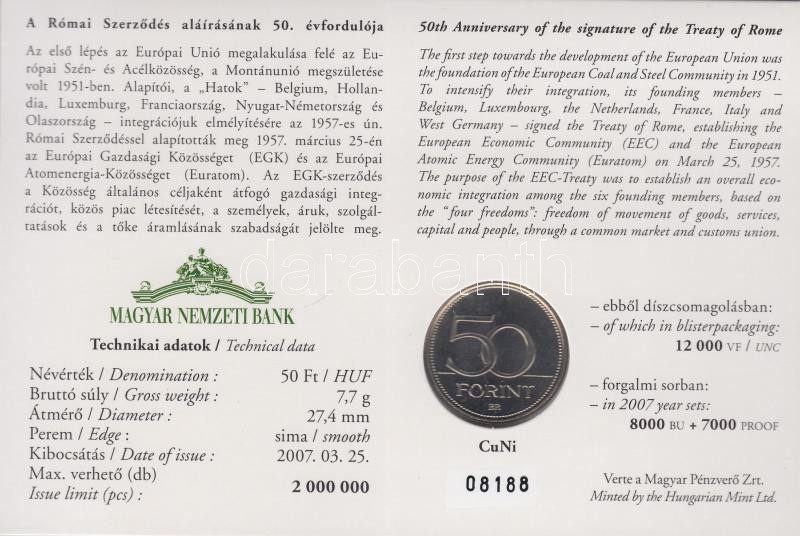 A Római Szerződés aláírásának 50. évfordulója
Az első lépés az Európai Unió megalakulása felé az Eu-
rópai Szén- és Acélközösség, a Montánunió megszületése
volt 1951-ben. Alapítói, a „Hatok” – Belgium, Hollan-
dia, Luxemburg, Franciaország, Nyugat-Németország és
Olaszország – integrációjuk elmélyítésére az 1957-es ún.
Római Szerződéssel alapították meg 1957. március 25-én
az Európai Gazdasági Közösséget (EGK) és az Európai
Atomenergia-Közösséget (Euratom). Az EGK-szerződés
a Közösség általános céljaként átfogó gazdasági integ-
rációt, közös piac létesítését, a személyek, áruk, szolgál-
tatások és a tőke áramlásának szabadságát jelölte meg.
MAGYAR NEMZETI BANK
Technikai adatok / Technical data
Névérték / Denomination : 50 Ft / HUF
Bruttó súly / Gross weight : 7,7 g
Átmérő / Diameter : 27,4 mm
Perem / Edge : sima / smooth
Kibocsátás / Date of issue : 2007. 03. 25.
Max. verhető (db)
Issue limit (pcs) : 2 000 000
50th Anniversary of the signature of the Treaty of Rome
The first step towards the development of the European Union was
the foundation of the European Coal and Steel Community in 1951.
To intensify their integration, its founding members –
Belgium, Luxembourg, the Netherlands, France, Italy and
West Germany – signed the Treaty of Rome, establishing the
European Economic Community (EEC) and the European
Atomic Energy Community (Euratom) on March 25, 1957.
The purpose of the EEC-Treaty was to establish an overall eco-
nomic integration among the six founding members, based on
the “four freedoms”: freedom of movement of goods, services,
capital and people, through a common market and customs union.
darabanth
50
FORINT
BP.
CuNi
08188
– ebből díszcsomagolásban:
– of which in blisterpackaging:
12 000 VF / UNC
– forgalmi sorban:
– in 2007 year sets:
8000 BU + 7000 PROOF
Verte a Magyar Pénzverő Zrt.
Minted by the Hungarian Mint Ltd.